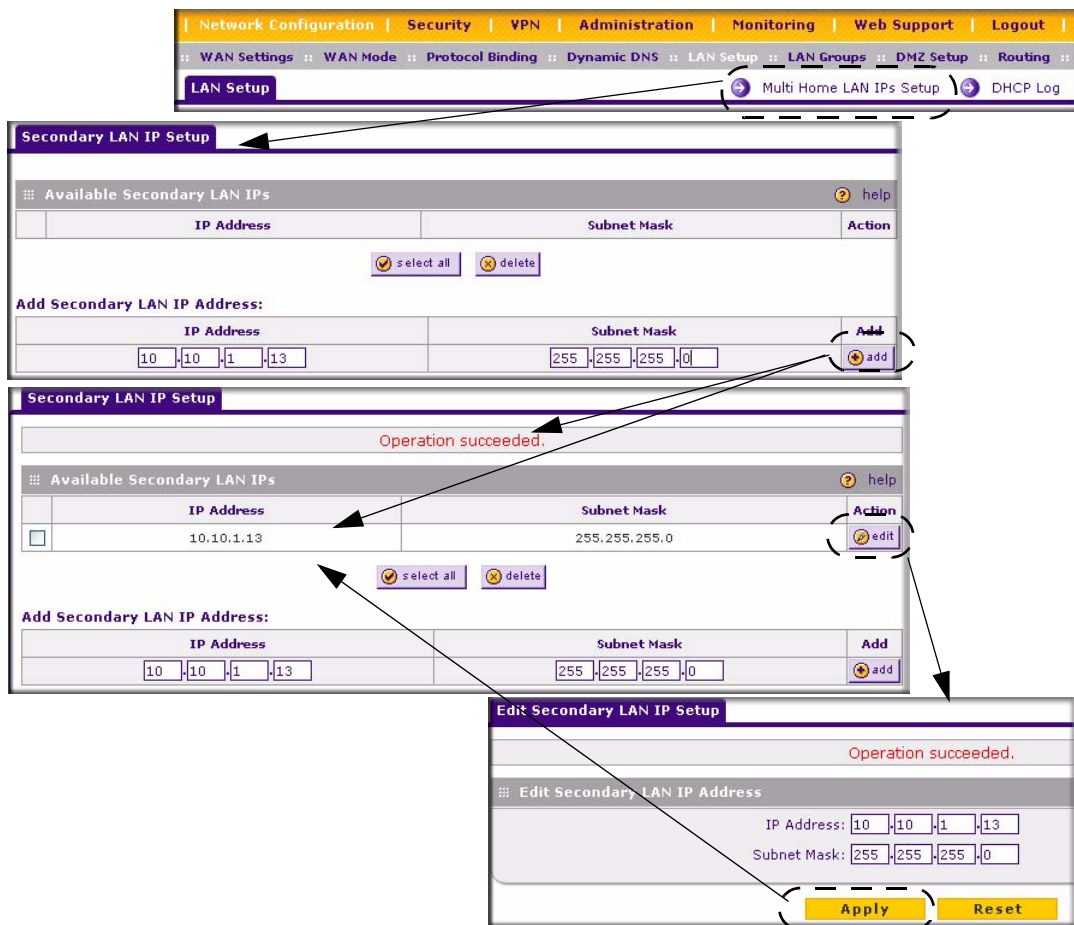 | Network Configuration | Security | VPN | Administration | Monitoring | Web Support | Logout |
:: WAN Settings :: WAN Mode :: Protocol Binding :: Dynamic DNS :: LAN Setup :: LAN Groups :: DMZ Setup :: Routing ::
LAN Setup Multi Home LAN IPs Setup DHCP Log
Secondary LAN IP Setup
Available Secondary LAN IPs help
IP Address Subnet Mask Action
select all delete
Add Secondary LAN IP Address:
IP Address Subnet Mask Add
10 .10 .1 .13 255 .255 .255 .0 add
Secondary LAN IP Setup
Operation succeeded.
Available Secondary LAN IPs help
IP Address Subnet Mask Action
10.10.1.13 255.255.255.0 edit
select all delete
Add Secondary LAN IP Address:
IP Address Subnet Mask Add
10 .10 .1 .13 255 .255 .255 .0 add
Edit Secondary LAN IP Setup
Operation succeeded.
Edit Secondary LAN IP Address
IP Address: 10 .10 .1 .13
Subnet Mask: 255 .255 .255 .0
Apply Reset